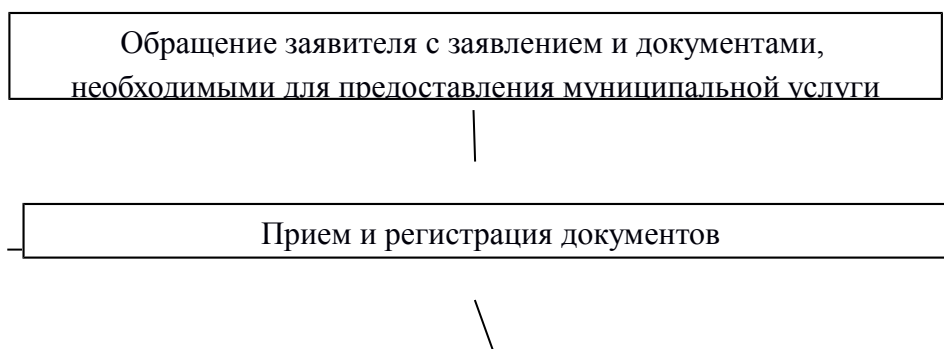 Обращение заявителя с заявлением и документами,
необходимыми для предоставления муниципальной услуги
Прием и регистрация документов